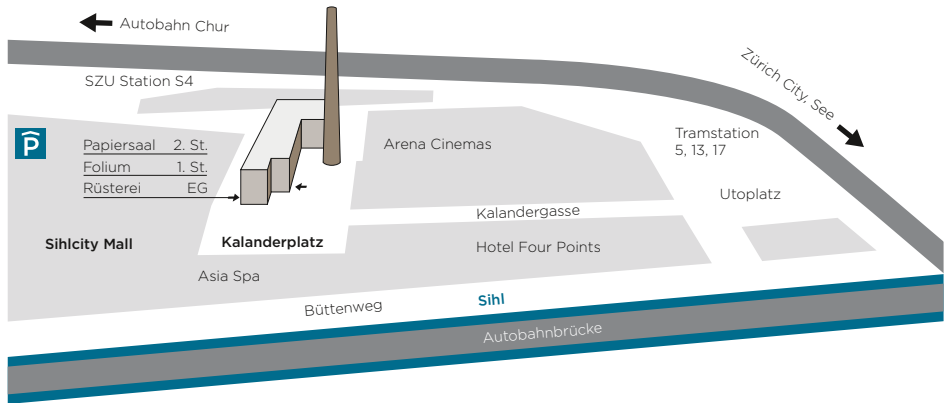 Autobahn Chur
SZU Station S4
Zürich City, See
P
Papiersaal 2. St.
Folium 1. St.
Rüsterei EG
Arena Cinemas
Tramstation
5, 13, 17
Utoplatz
Kalandergasse
Sihlcity Mall
Kalanderplatz
Hotel Four Points
Asia Spa
Büttenweg
Sihl
Autobahnbrücke